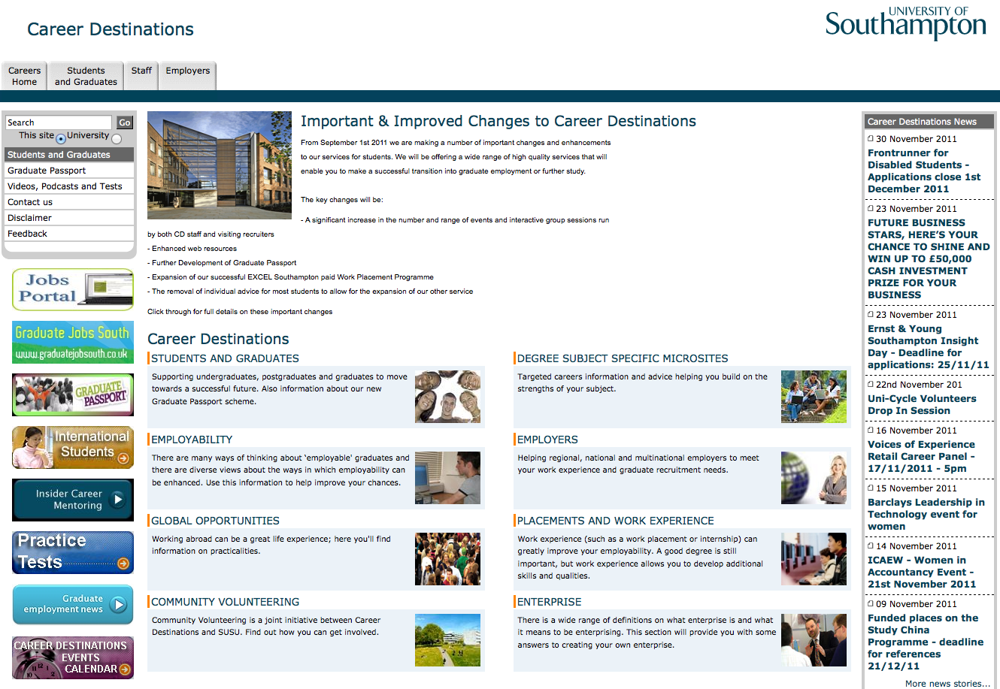 Career Destinations
UNIVERSITY OF
Southampton
Careers
Home
Students
and Graduates
Staff
Employers
Search
Go
This site
University
Students and Graduates
Graduate Passport
Videos, Podcasts and Tests
Contact us
Disclaimer
Feedback
Jobs
Portal
Graduate Jobs South
www.graduatejobsouth.co.uk
GRADUATE
PASSPORT
International
Students
Insider Career
Mentoring
Practice
Tests
Graduate
employment news
CAREER DESTINATIONS
EVENTS
CALENDAR
Important & Improved Changes to Career Destinations
From September 1st 2011 we are making a number of important changes and enhancements
to our services for students. We will be offering a wide range of high quality services that will
enable you to make a successful transition into graduate employment or further study.
The key changes will be:
- A significant increase in the number and range of events and interactive group sessions run
by both CD staff and visiting recruiters
- Enhanced web resources
- Further Development of Graduate Passport
- Expansion of our successful EXCEL Southampton paid Work Placement Programme
- The removal of individual advice for most students to allow for the expansion of our other service
Click through for full details on these important changes
Career Destinations
STUDENTS AND GRADUATES
Supporting undergraduates, postgraduates and graduates to move
towards a successful future. Also information about our new
Graduate Passport scheme.
DEGREE SUBJECT SPECIFIC MICROSITES
Targeted careers information and advice helping you build on the
strengths of your subject.
EMPLOYABILITY
There are many ways of thinking about 'employable' graduates and
there are diverse views about the ways in which employability can
be enhanced. Use this information to help improve your chances.
EMPLOYERS
Helping regional, national and multinational employers to meet
your work experience and graduate recruitment needs.
GLOBAL OPPORTUNITIES
Working abroad can be a great life experience; here you'll find
information on practicalities.
PLACEMENTS AND WORK EXPERIENCE
Work experience (such as a work placement or internship) can
greatly improve your employability. A good degree is still
important, but work experience allows you to develop additional
skills and qualities.
COMMUNITY VOLUNTEERING
Community Volunteering is a joint initiative between Career
Destinations and SUSU. Find out how you can get involved.
ENTERPRISE
There is a wide range of definitions on what enterprise is and what
it means to be enterprising. This section will provide you with some
answers to creating your own enterprise.
Career Destinations News
30 November 2011
Frontrunner for
Disabled Students -
Applications close 1st
December 2011
23 November 2011
FUTURE BUSINESS
STARS, HERE'S YOUR
CHANCE TO SHINE AND
WIN UP TO £50,000
CASH INVESTMENT
PRIZE FOR YOUR
BUSINESS
23 November 2011
Ernst & Young
Southampton Insight
Day - Deadline for
applications: 25/11/11
22nd November 201
Uni-Cycle Volunteers
Drop In Session
16 November 2011
Voices of Experience
Retail Career Panel -
17/11/2011 - 5pm
15 November 2011
Barclays Leadership in
Technology event for
women
14 November 2011
ICAEW - Women in
Accountancy Event -
21st November 2011
09 November 2011
Funded places on the
Study China
Programme - deadline
for references
21/12/11
More news stories...